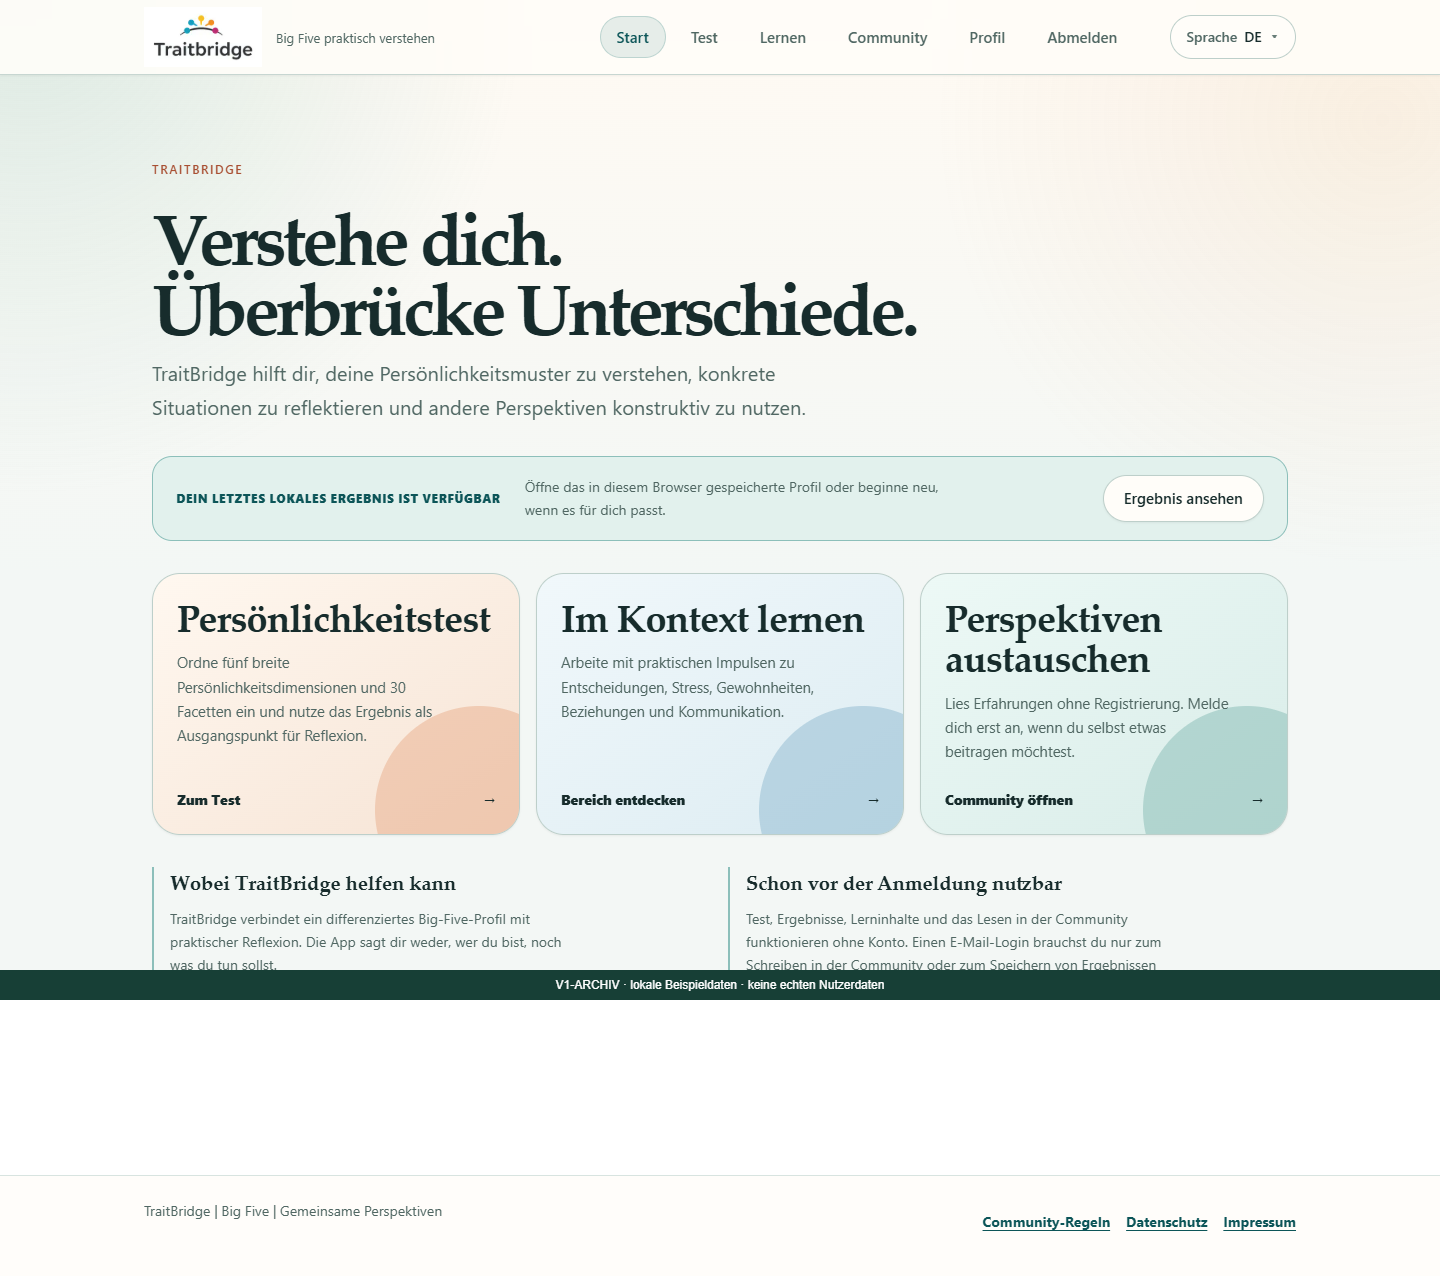 Traitbridge
Big Five praktisch verstehen
Start
Test
Lernen
Community
Profil
Abmelden
Sprache DE
TRAITBRIDGE
Verstehe dich.
Überbrücke Unterschiede.
TraitBridge hilft dir, deine Persönlichkeitsmuster zu verstehen, konkrete
Situationen zu reflektieren und andere Perspektiven konstruktiv zu nutzen.
DEIN LETZTES LOKALES ERGEBNIS IST VERFÜGBAR
Öffne das in diesem Browser gespeicherte Profil oder beginne neu,
wenn es für dich passt.
Ergebnis ansehen
Persönlichkeitstest
Ordne fünf breite
Persönlichkeitsdimensionen und 30
Facetten ein und nutze das Ergebnis als
Ausgangspunkt für Reflexion.
Zum Test →
Im Kontext lernen
Arbeite mit praktischen Impulsen zu
Entscheidungen, Stress, Gewohnheiten,
Beziehungen und Kommunikation.
Bereich entdecken →
Perspektiven
austauschen
Lies Erfahrungen ohne Registrierung. Melde
dich erst an, wenn du selbst etwas
beitragen möchtest.
Community öffnen →
Wobei TraitBridge helfen kann
TraitBridge verbindet ein differenziertes Big-Five-Profil mit
praktischer Reflexion. Die App sagt dir weder, wer du bist, noch
was du tun sollst.
Schon vor der Anmeldung nutzbar
Test, Ergebnisse, Lerninhalte und das Lesen in der Community
funktionieren ohne Konto. Einen E-Mail-Login brauchst du nur zum
Schreiben in der Community oder zum Speichern von Ergebnissen
V1-ARCHIV · lokale Beispieldaten · keine echten Nutzerdaten
TraitBridge | Big Five | Gemeinsame Perspektiven
Community-Regeln
Datenschutz
Impressum